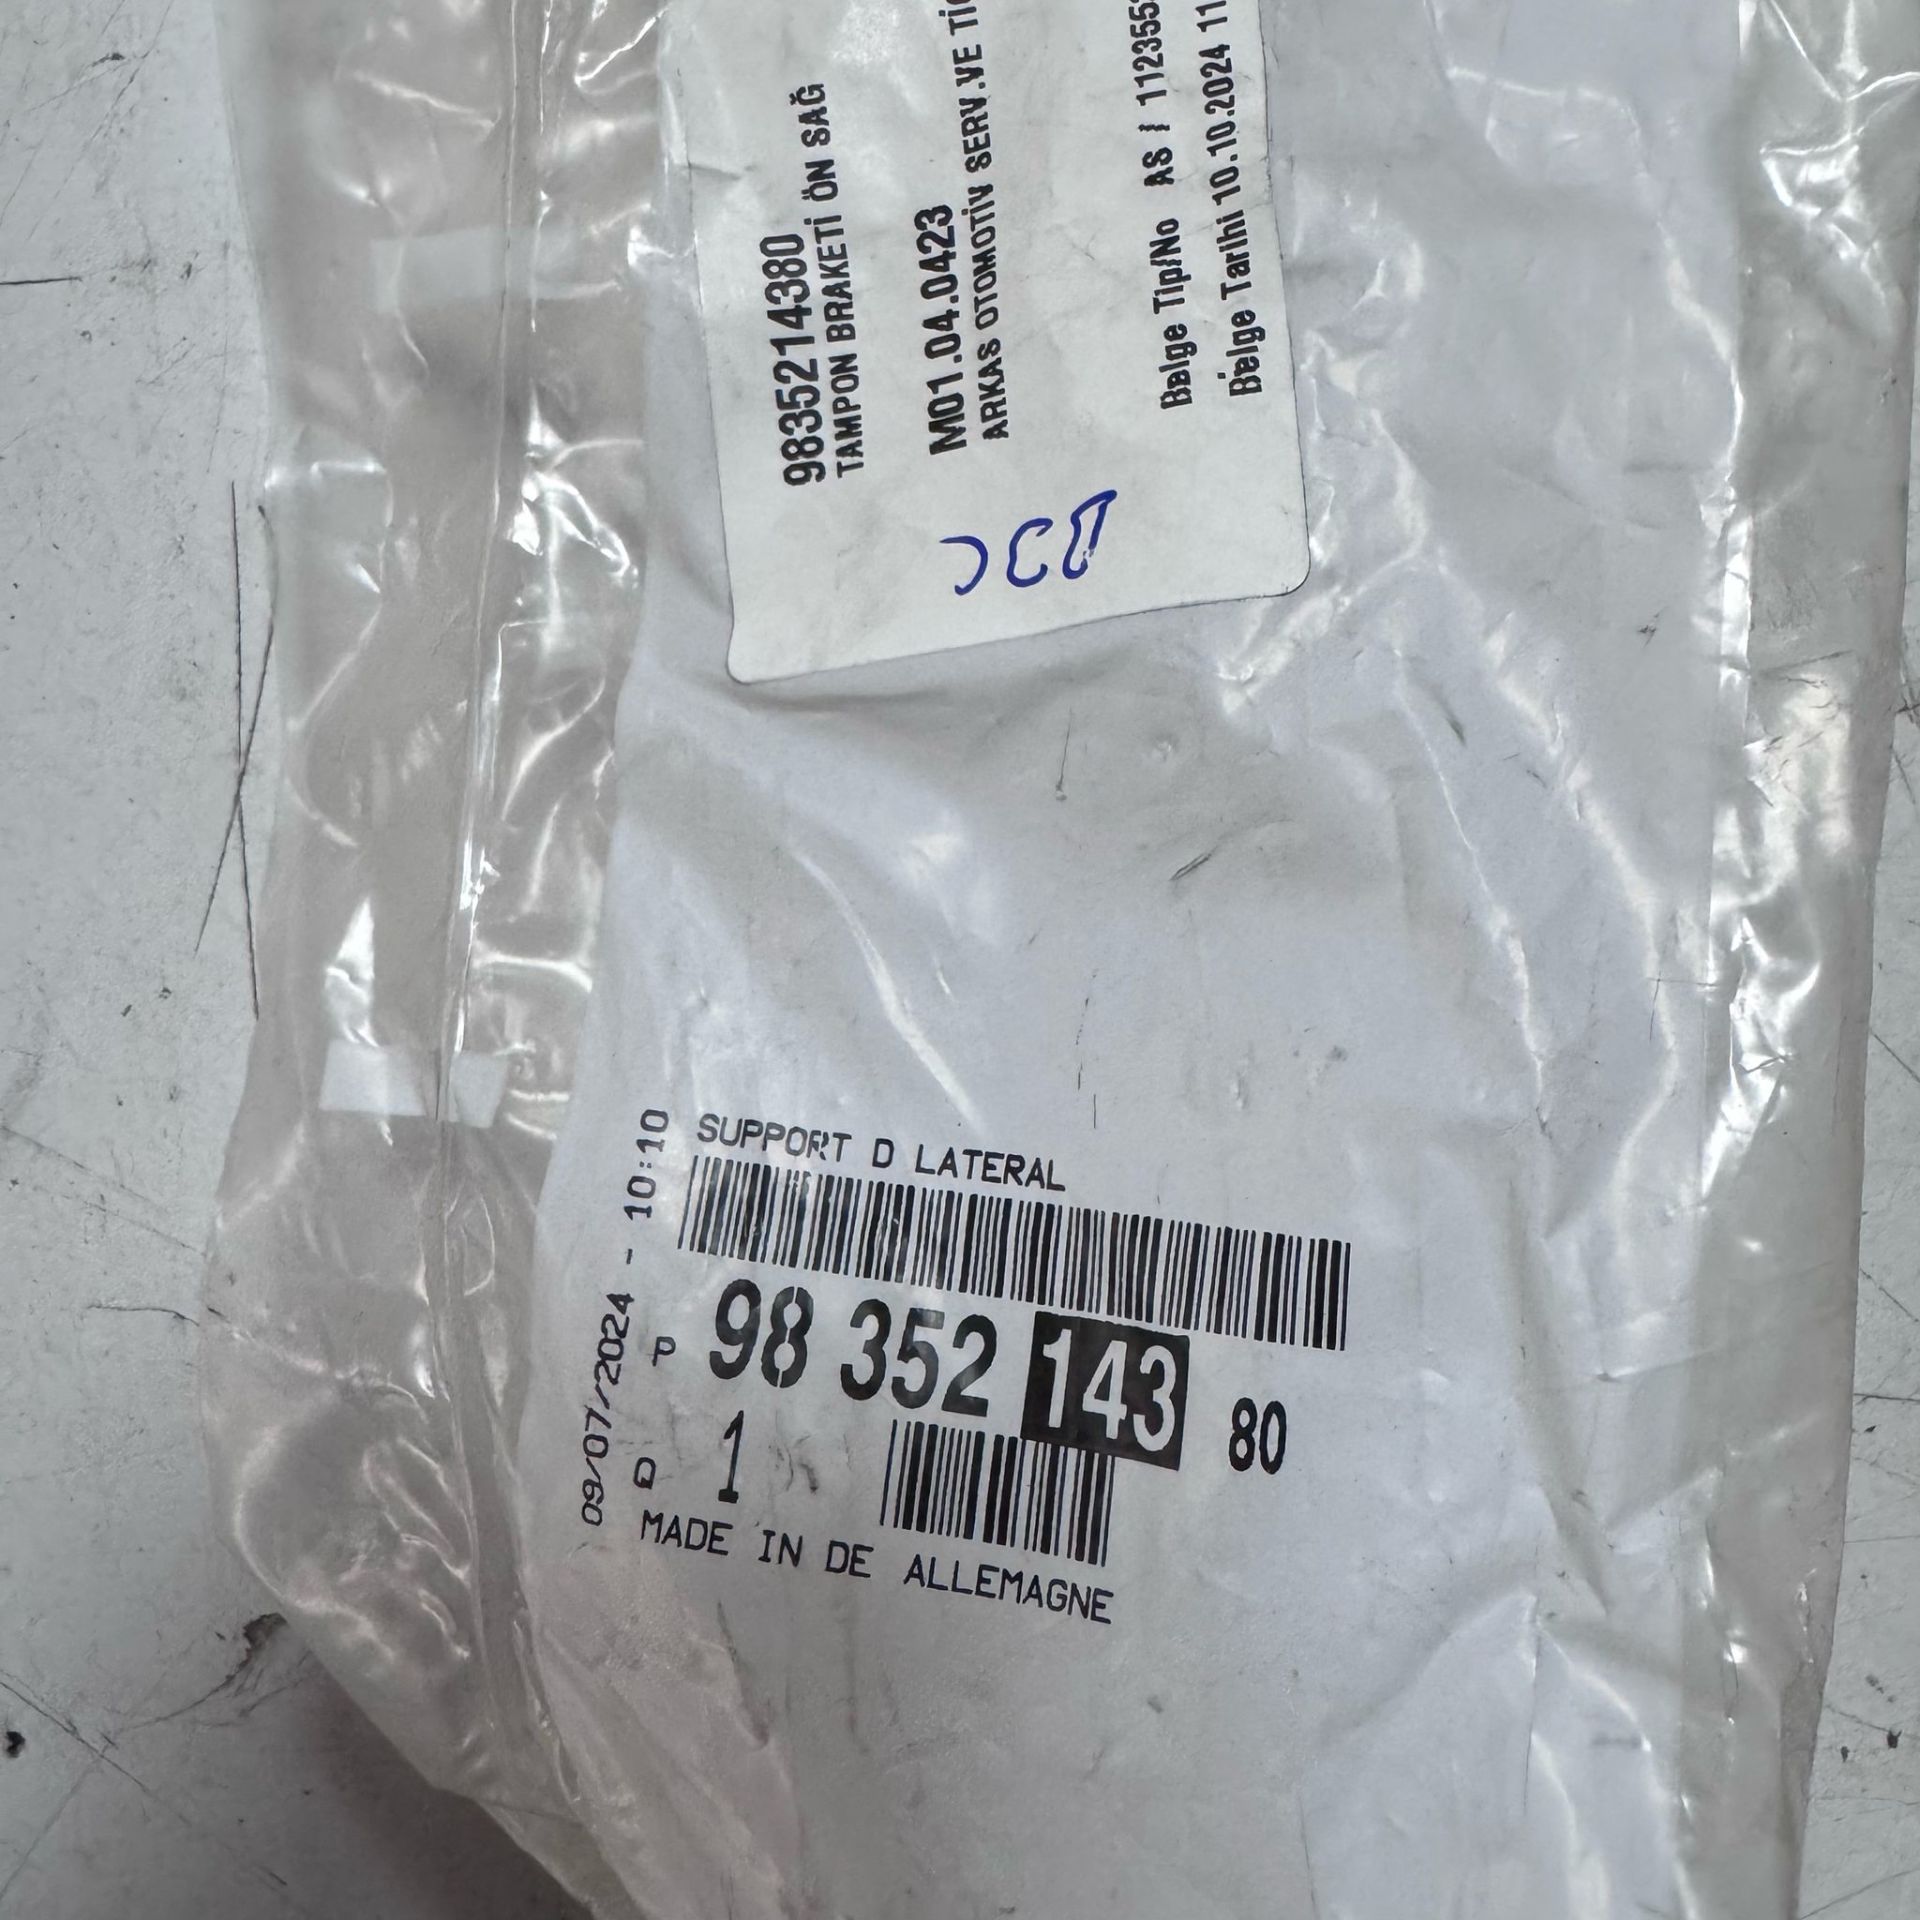 9835214380
TAMPON BRAKETİ ÖN SAĞ
M01.04.0423
ARKAS OTOMOTİV SERV.VE
Belge Tip/No AS /
Belge Tarihi 10.10.2024
SUPPORT D LATERAL
09/07/2024 - 10:10
P 98 352 143 80
Q 1
MADE IN DE ALLEMAGNE